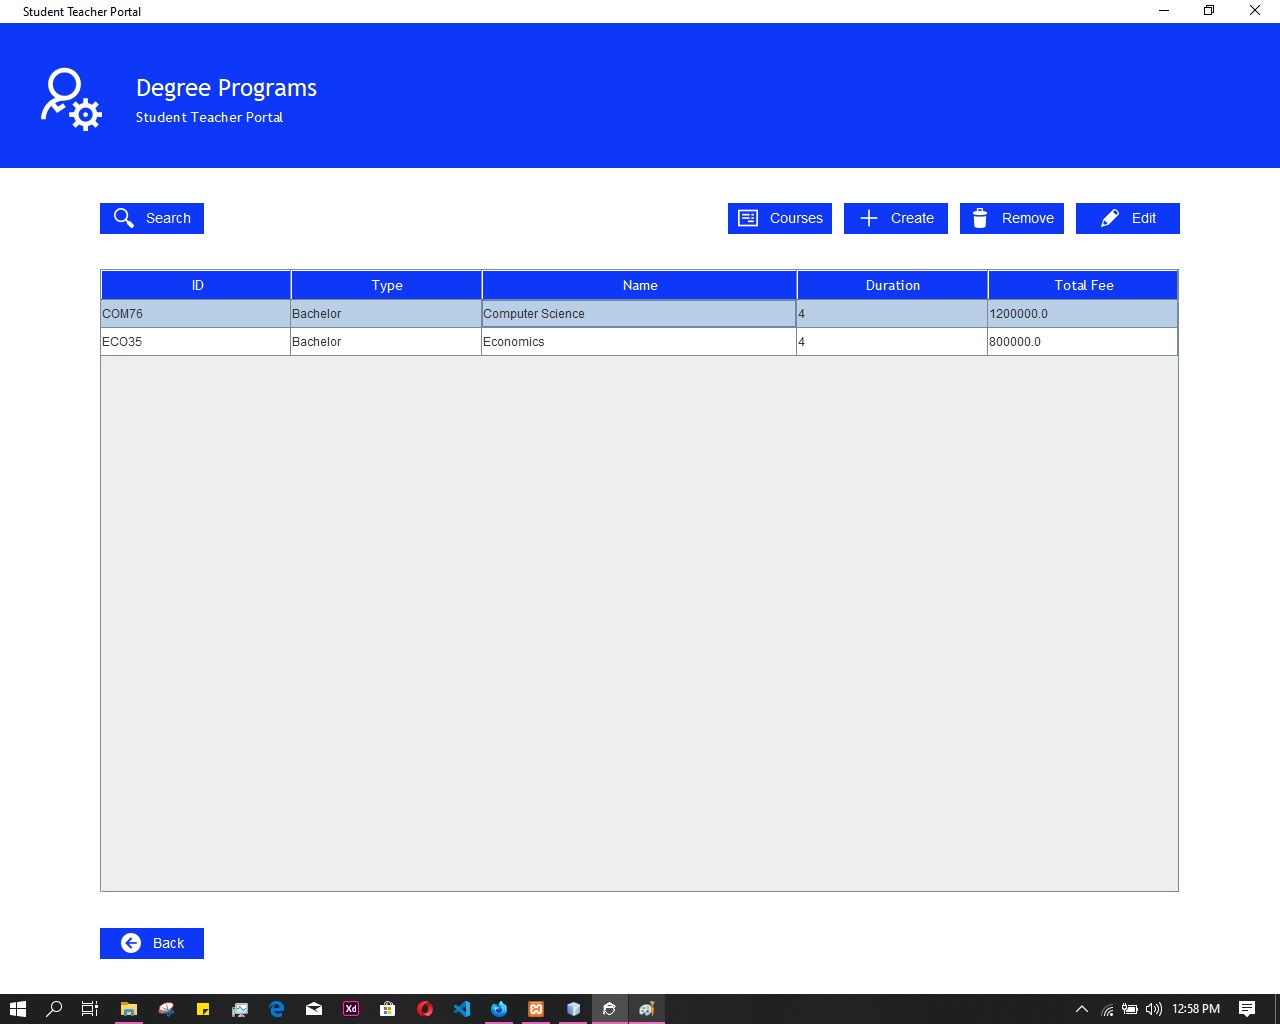 Student Teacher Portal
Degree Programs
Student Teacher Portal
Search Courses Create Remove Edit
ID Type Name Duration Total Fee
COM76 Bachelor Computer Science 4 1200000.0
ECO35 Bachelor Economics 4 800000.0
Back
Xd 12:58 PM